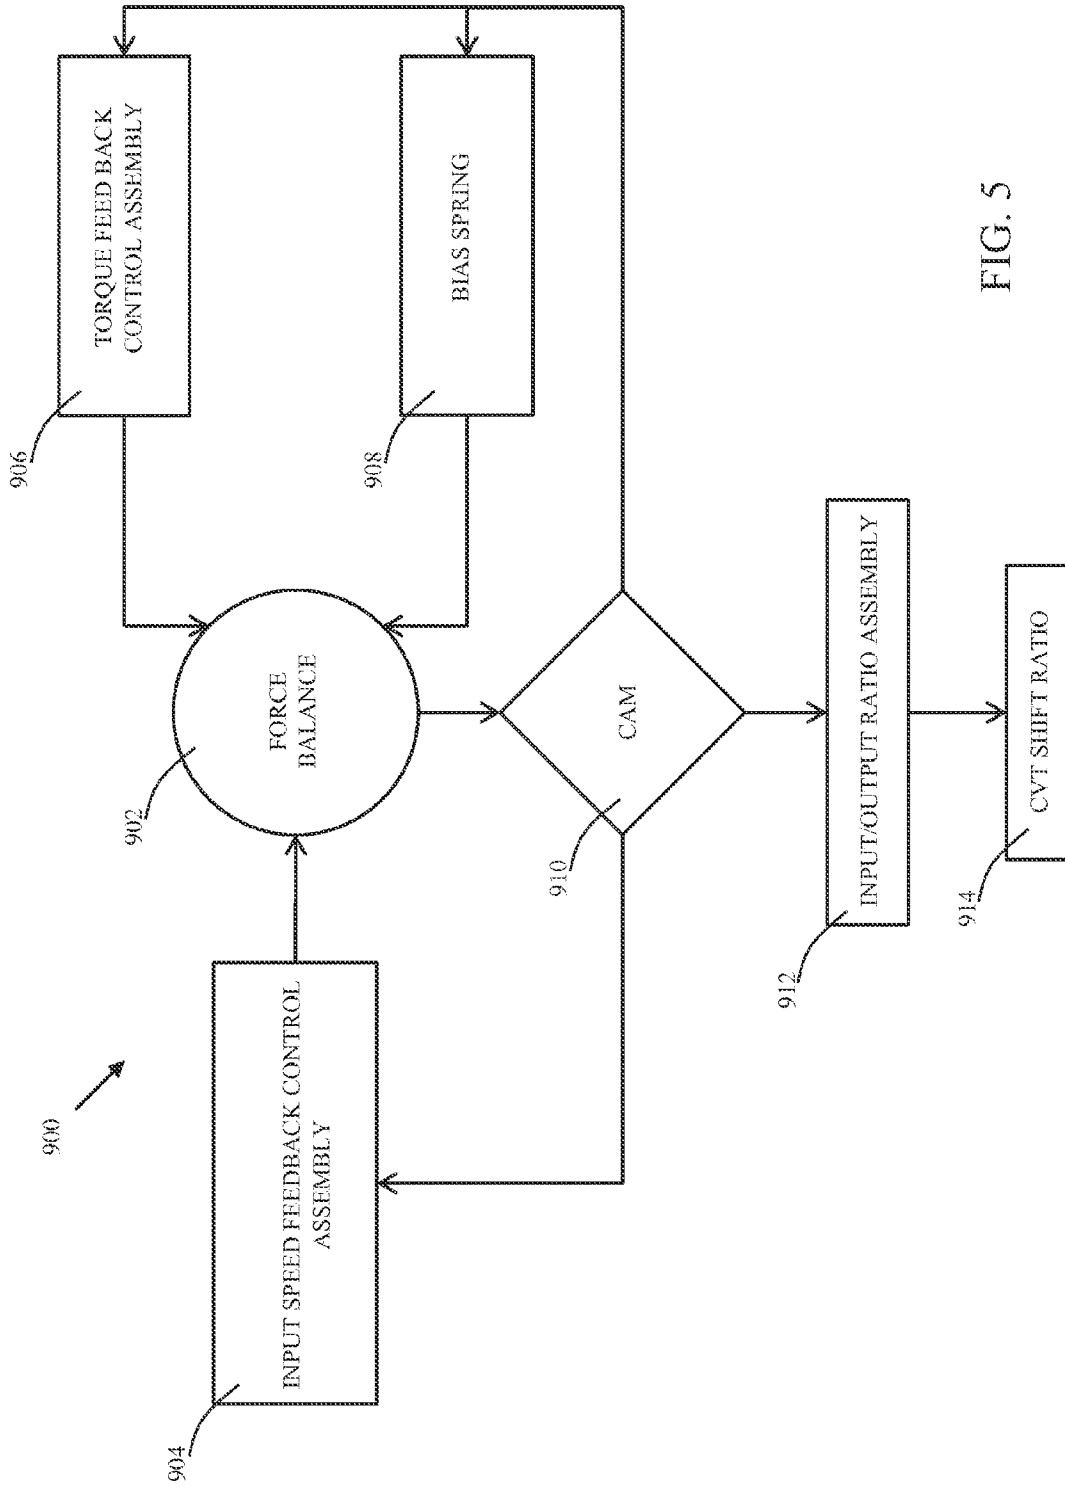 900
904
INPUT SPEED FEEDBACK CONTROL
ASSEMBLY
902
FORCE
BALANCE
906
TORQUE FEED BACK
CONTROL ASSEMBLY
908
BIAS SPRING
910
CAM
912
INPUT/OUTPUT RATIO ASSEMBLY
914
CVT SHIFT RATIO
FIG. 5